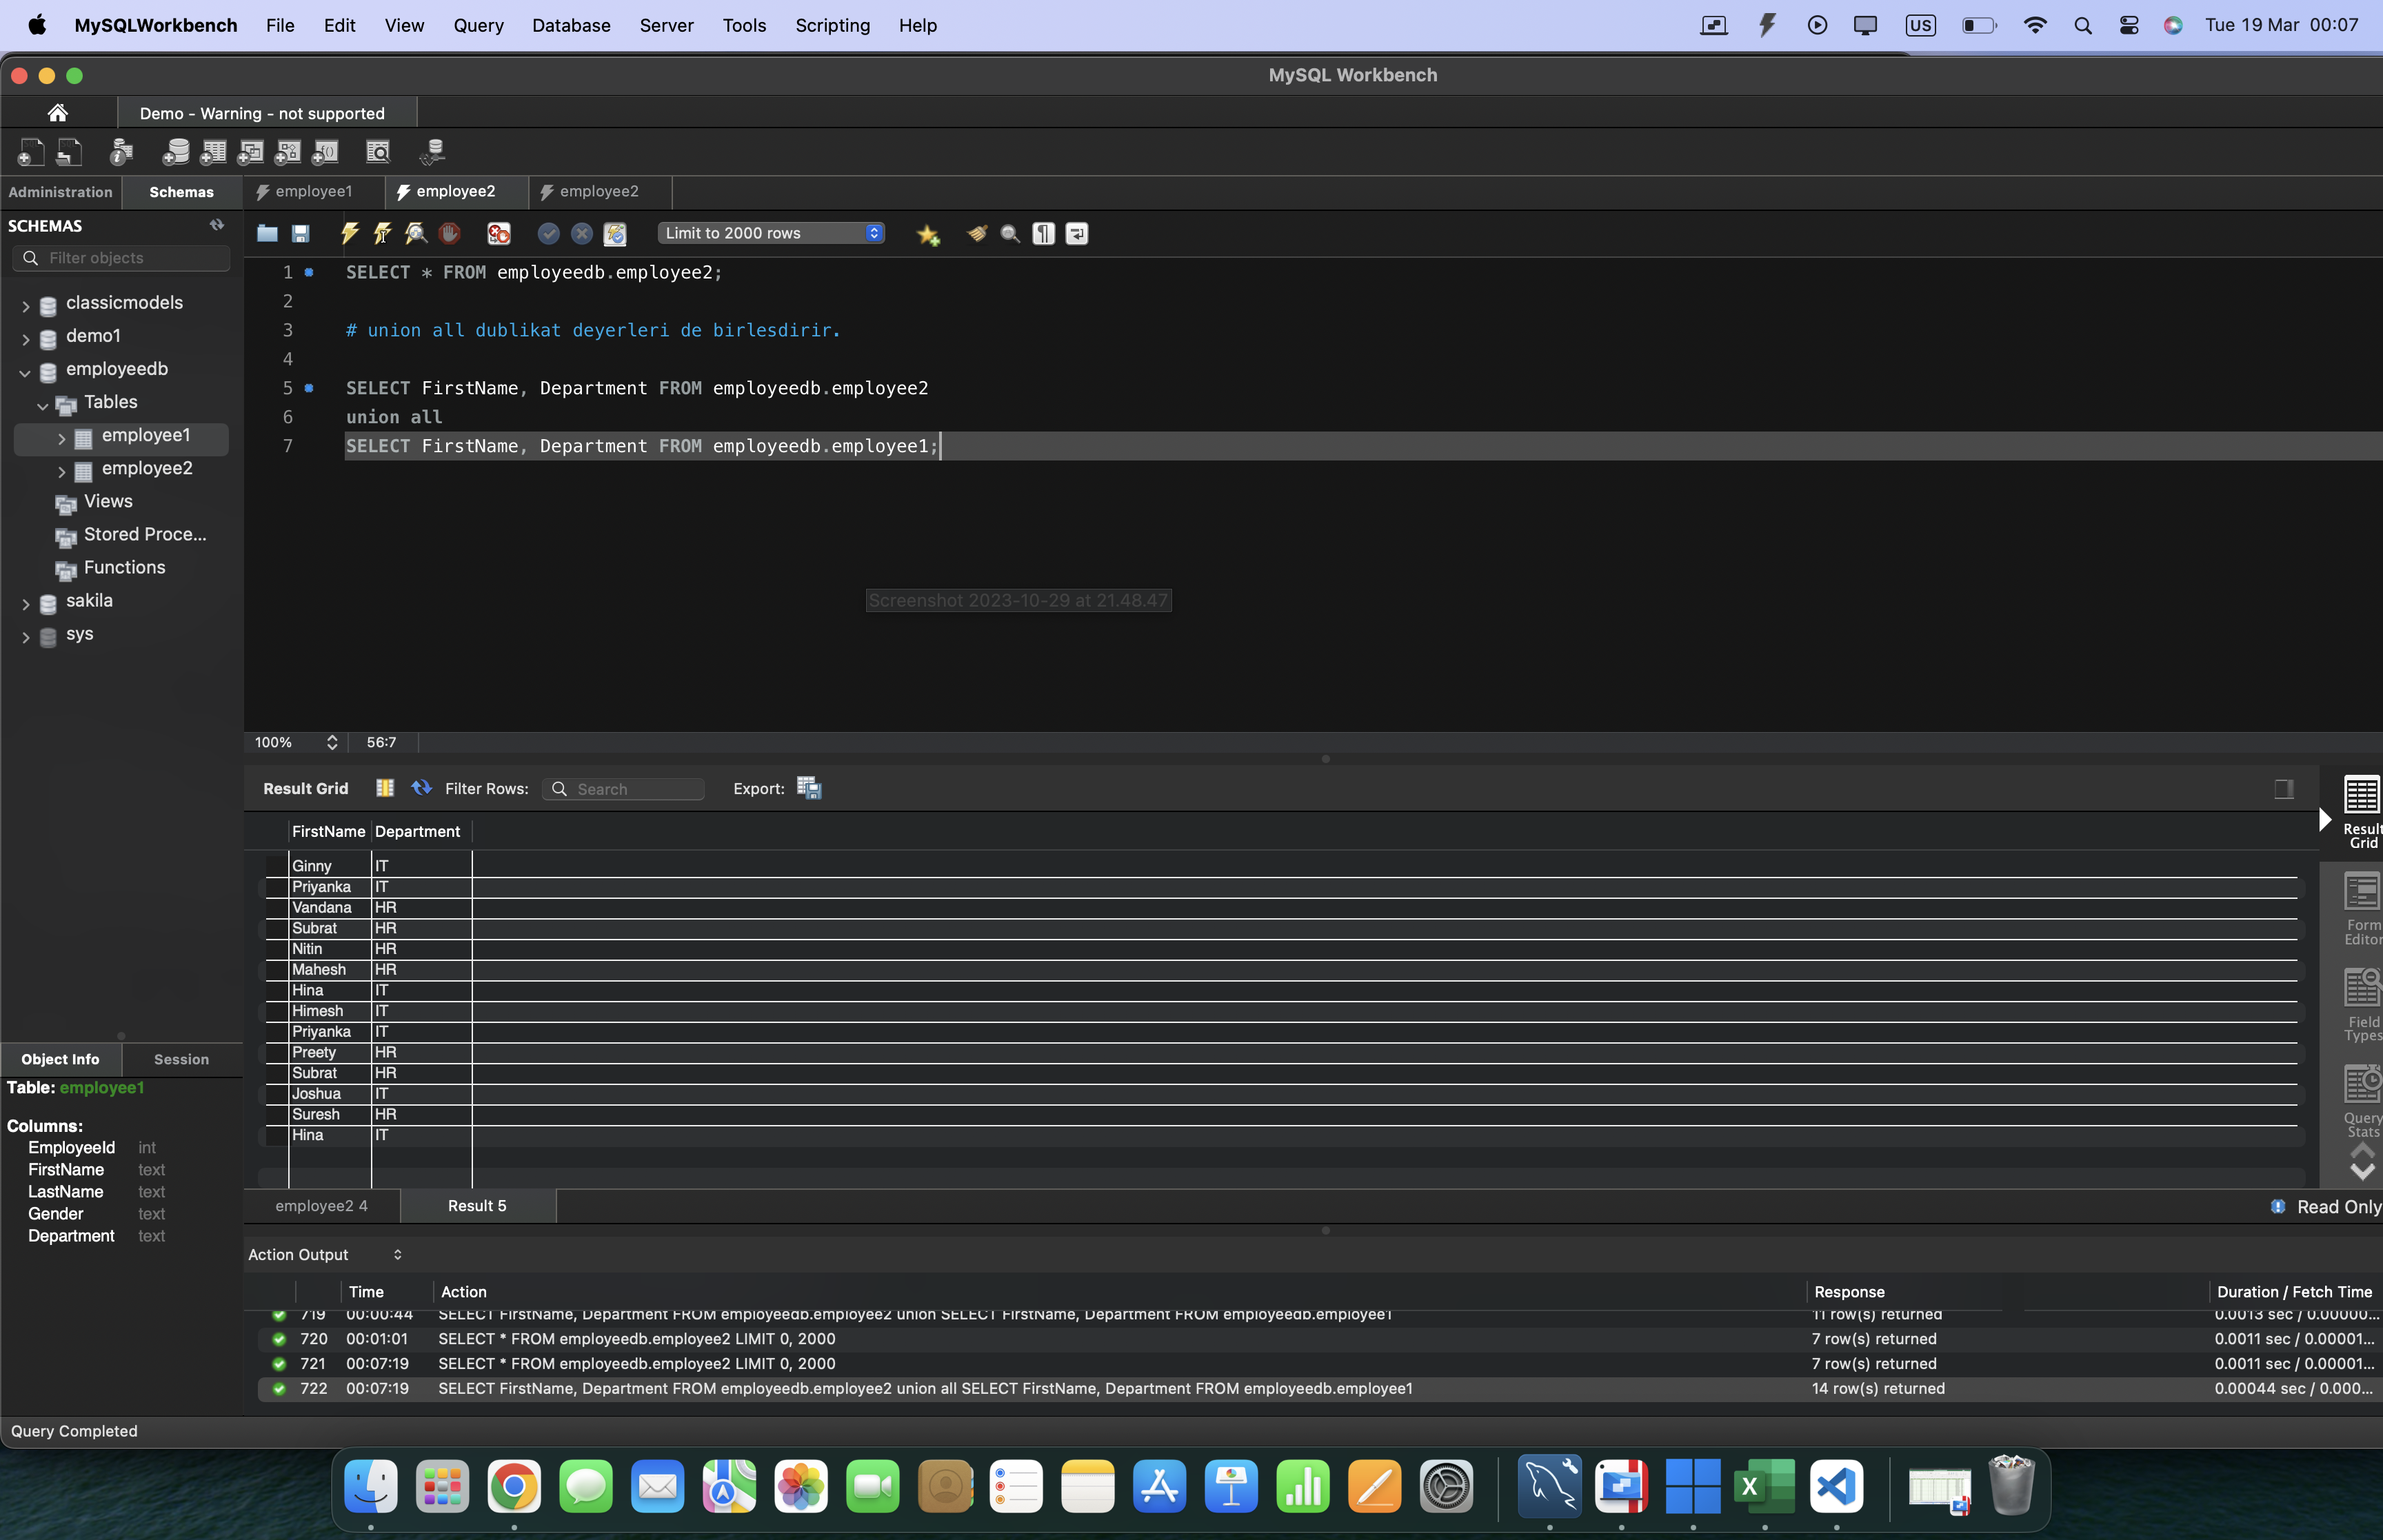 MySQLWorkbench File Edit View Query Database Server Tools Scripting Help US Tue 19 Mar 00:07
MySQL Workbench
Demo - Warning - not supported
Administration Schemas employee1 employee2 employee2
SCHEMAS
Limit to 2000 rows
Filter objects
classicmodels
demo1
employeedb
Tables
employee1
employee2
Views
Stored Proce...
Functions
sakila
sys
1 SELECT * FROM employeedb.employee2;
2
3 # union all dublikat deyerleri de birlesdirir.
4
5 SELECT FirstName, Department FROM employeedb.employee2
6 union all
7 SELECT FirstName, Department FROM employeedb.employee1;
Screenshot 2023-10-29 at 21.48.47
100% 56:7
Result Grid Filter Rows: Search Export:
FirstName Department
Ginny IT
Priyanka IT
Vandana HR
Subrat HR
Nitin HR
Mahesh HR
Hina IT
Himesh IT
Priyanka IT
Preety HR
Subrat HR
Joshua IT
Suresh HR
Hina IT
Result
Grid
Form
Editor
Field
Types
Query
Stats
employee2 4 Result 5 Read Only
Object Info Session
Table: employee1
Columns:
EmployeeId int
FirstName text
LastName text
Gender text
Department text
Action Output
Time Action Response Duration / Fetch Time
719 00:00:44 SELECT FirstName, Department FROM employeedb.employee2 union SELECT FirstName, Department FROM employeedb.employee1 11 row(s) returned 0.0013 sec / 0.00000...
720 00:01:01 SELECT * FROM employeedb.employee2 LIMIT 0, 2000 7 row(s) returned 0.0011 sec / 0.00001...
721 00:07:19 SELECT * FROM employeedb.employee2 LIMIT 0, 2000 7 row(s) returned 0.0011 sec / 0.00001...
722 00:07:19 SELECT FirstName, Department FROM employeedb.employee2 union all SELECT FirstName, Department FROM employeedb.employee1 14 row(s) returned 0.00044 sec / 0.000...
Query Completed